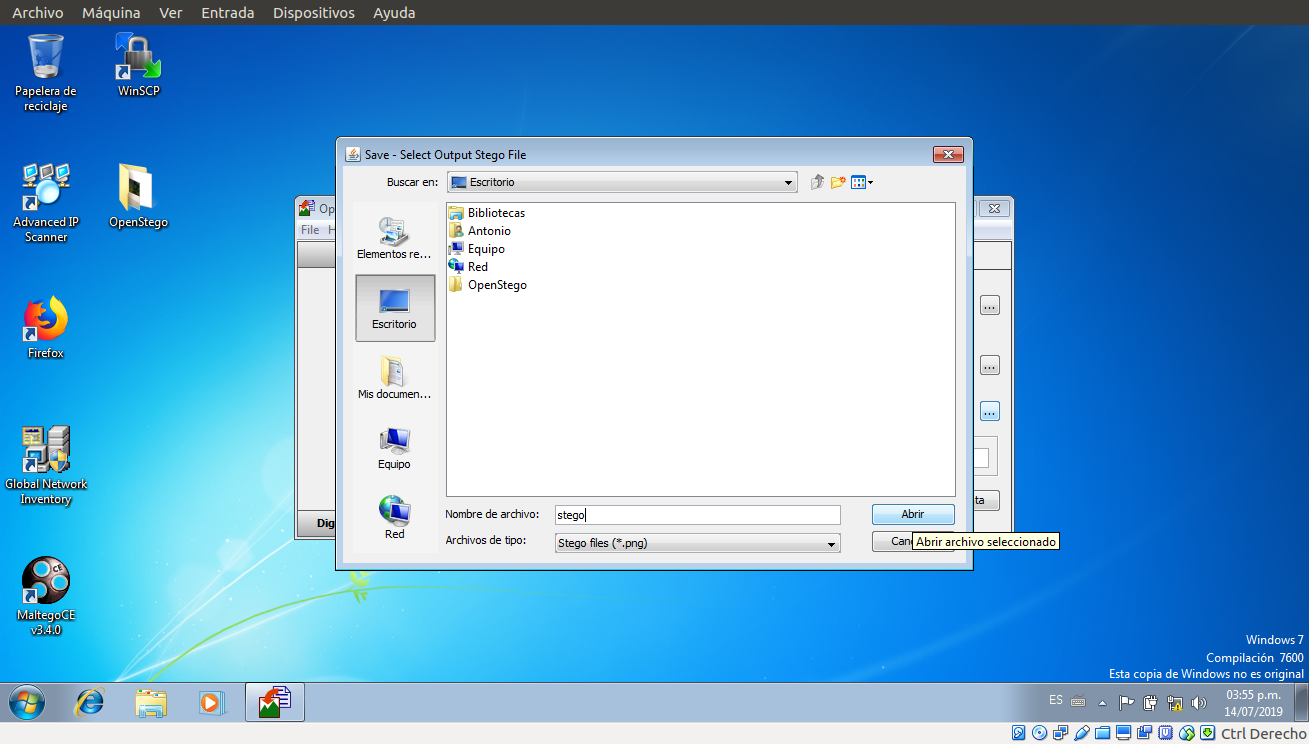 Archivo Máquina Ver Entrada Dispositivos Ayuda
Papelera de
reciclaje
WinSCP
Advanced IP
Scanner
OpenStego
Firefox
Global Network
Inventory
MaltegoCE
v3.4.0
File
Save - Select Output Stego File
Buscar en:
Escritorio
Elementos re...
Escritorio
Mis documen...
Equipo
Red
Bibliotecas
Antonio
Equipo
Red
OpenStego
Nombre de archivo:
stego
Abrir
Archivos de tipo:
Stego files (*.png)
Abrir archivo seleccionado
Windows 7
Compilación 7600
Esta copia de Windows no es original
ES
03:55 p.m.
14/07/2019
Ctrl Derecho